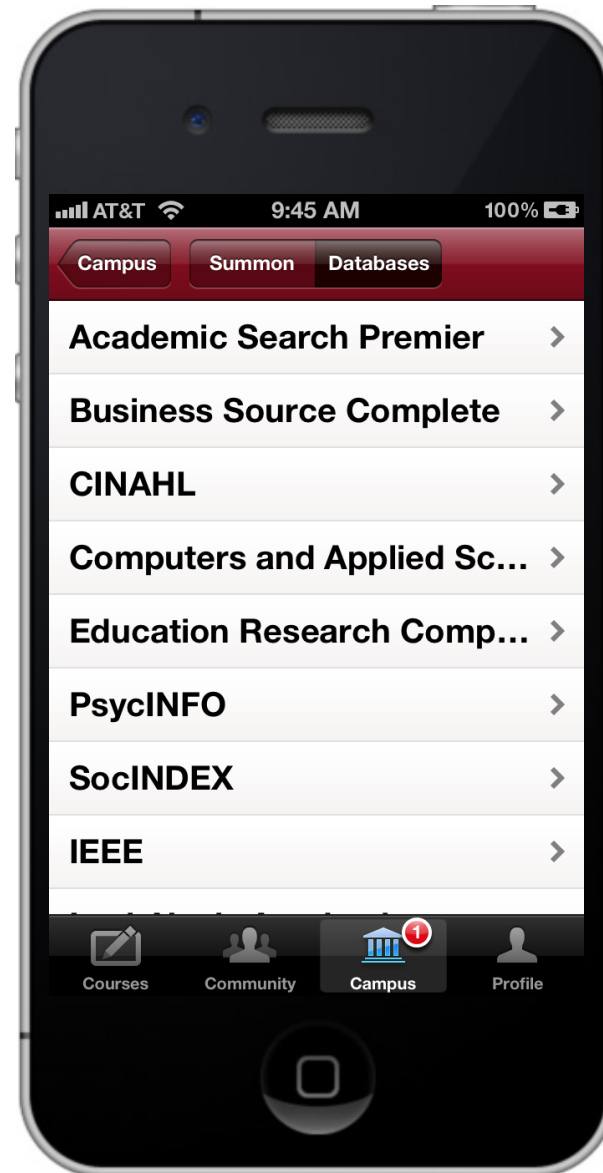 AT&T 9:45 AM 100%
Campus Summon Databases
Academic Search Premier
Business Source Complete
CINAHL
Computers and Applied Sc...
Education Research Comp...
PsycINFO
SocINDEX
IEEE
1
Courses Community Campus Profile